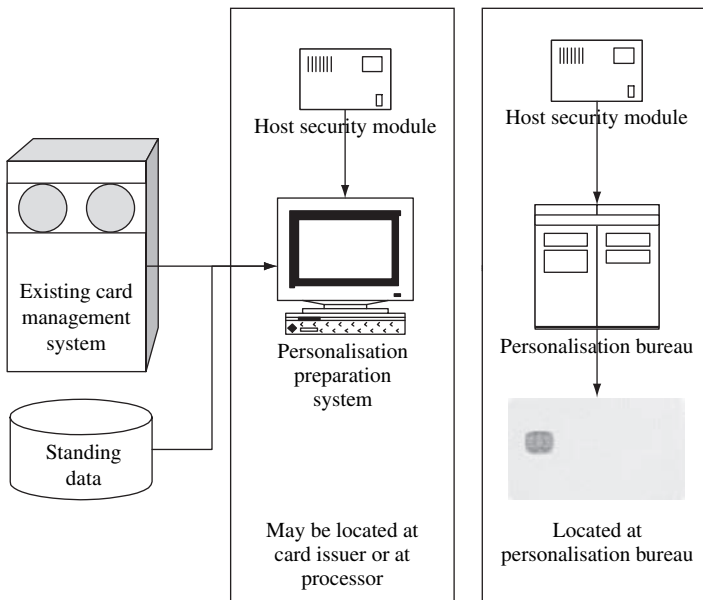 Host security module
Existing card
management
system
Personalisation
preparation
system
Standing
data
May be located at
card issuer or at
processor
Host security module
Personalisation bureau
Located at
personalisation bureau